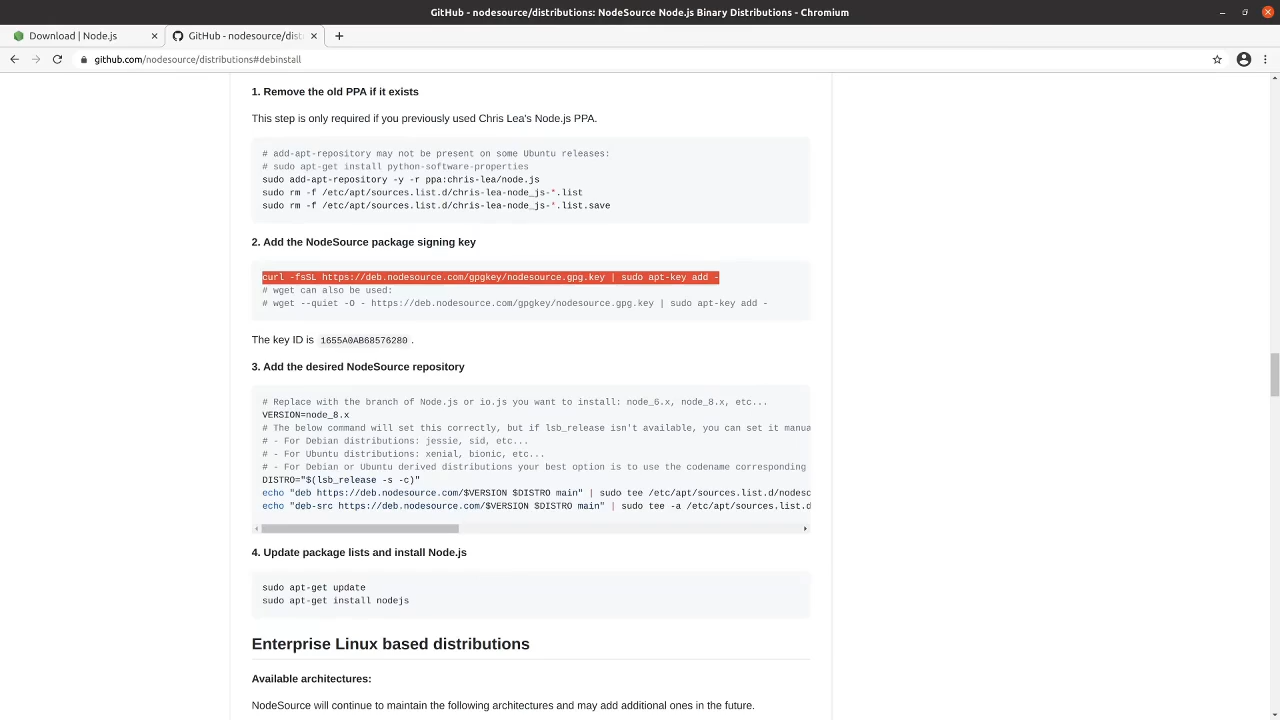 GitHub - nodesource/distributions: NodeSource Node.js Binary Distributions - Chromium
Download | Node.js
GitHub - nodesource/dist
github.com/nodesource/distributions#debinstall
1. Remove the old PPA if it exists
This step is only required if you previously used Chris Lea's Node.js PPA.
# add-apt-repository may not be present on some Ubuntu releases:
# sudo apt-get install python-software-properties
sudo add-apt-repository -y -r ppa:chris-lea/node.js
sudo rm -f /etc/apt/sources.list.d/chris-lea-node_js-*.list
sudo rm -f /etc/apt/sources.list.d/chris-lea-node_js-*.list.save
2. Add the NodeSource package signing key
curl -fsSL https://deb.nodesource.com/gpgkey/nodesource.gpg.key | sudo apt-key add -
# wget can also be used:
# wget --quiet -O - https://deb.nodesource.com/gpgkey/nodesource.gpg.key | sudo apt-key add -
The key ID is 1655A0AB68576280.
3. Add the desired NodeSource repository
# Replace with the branch of Node.js or io.js you want to install: node_6.x, node_8.x, etc...
VERSION=node_8.x
# The below command will set this correctly, but if lsb_release isn't available, you can set it manua
# - For Debian distributions: jessie, sid, etc...
# - For Ubuntu distributions: xenial, bionic, etc...
# - For Debian or Ubuntu derived distributions your best option is to use the codename corresponding
DISTRO="$(lsb_release -s -c)"
echo "deb https://deb.nodesource.com/$VERSION $DISTRO main" | sudo tee /etc/apt/sources.list.d/nodesc
echo "deb-src https://deb.nodesource.com/$VERSION $DISTRO main" | sudo tee -a /etc/apt/sources.list.d
4. Update package lists and install Node.js
sudo apt-get update
sudo apt-get install nodejs
Enterprise Linux based distributions
Available architectures:
NodeSource will continue to maintain the following architectures and may add additional ones in the future.